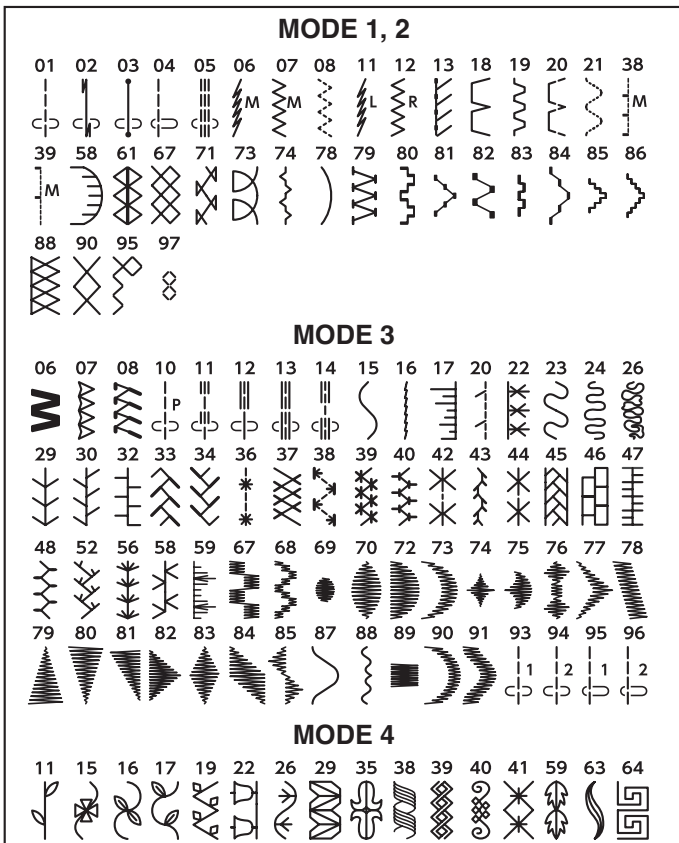 MODE 1, 2
01 02 03 04 05 06 07 08 11 12 13 18 19 20 21 38
M M L R M
39 58 61 67 71 73 74 78 79 80 81 82 83 84 85 86
M
88 90 95 97
MODE 3
06 07 08 10 11 12 13 14 15 16 17 20 22 23 24 26
P
29 30 32 33 34 36 37 38 39 40 42 43 44 45 46 47
48 52 56 58 59 67 68 69 70 72 73 74 75 76 77 78
79 80 81 82 83 84 85 87 88 89 90 91 93 94 95 96
1 2 1 2
MODE 4
11 15 16 17 19 22 26 29 35 38 39 40 41 59 63 64